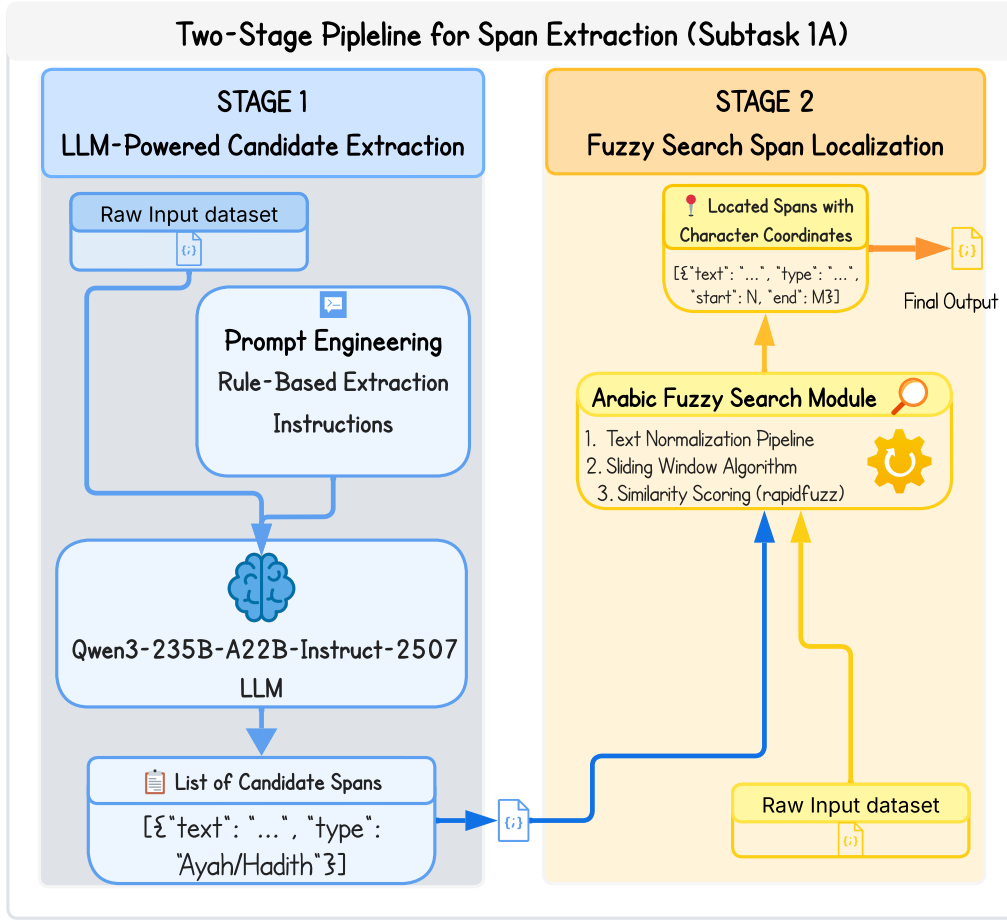 Two-Stage Pipleline for Span Extraction (Subtask 1A)
STAGE 1
LLM-Powered Candidate Extraction
Raw Input dataset
{;}
Prompt Engineering
Rule-Based Extraction
Instructions
Qwen3-235B-A22B-Instruct-2507
LLM
List of Candidate Spans
[{"text": "...", "type":
"Ayah/Hadith"}]
{;}
STAGE 2
Fuzzy Search Span Localization
Located Spans with
Character Coordinates
[{"text": "...", "type": "...",
"start": N, "end": M}]
{;}
Final Output
Arabic Fuzzy Search Module
1. Text Normalization Pipeline
2. Sliding Window Algorithm
3. Similarity Scoring (rapidfuzz)
Raw Input dataset
{;}